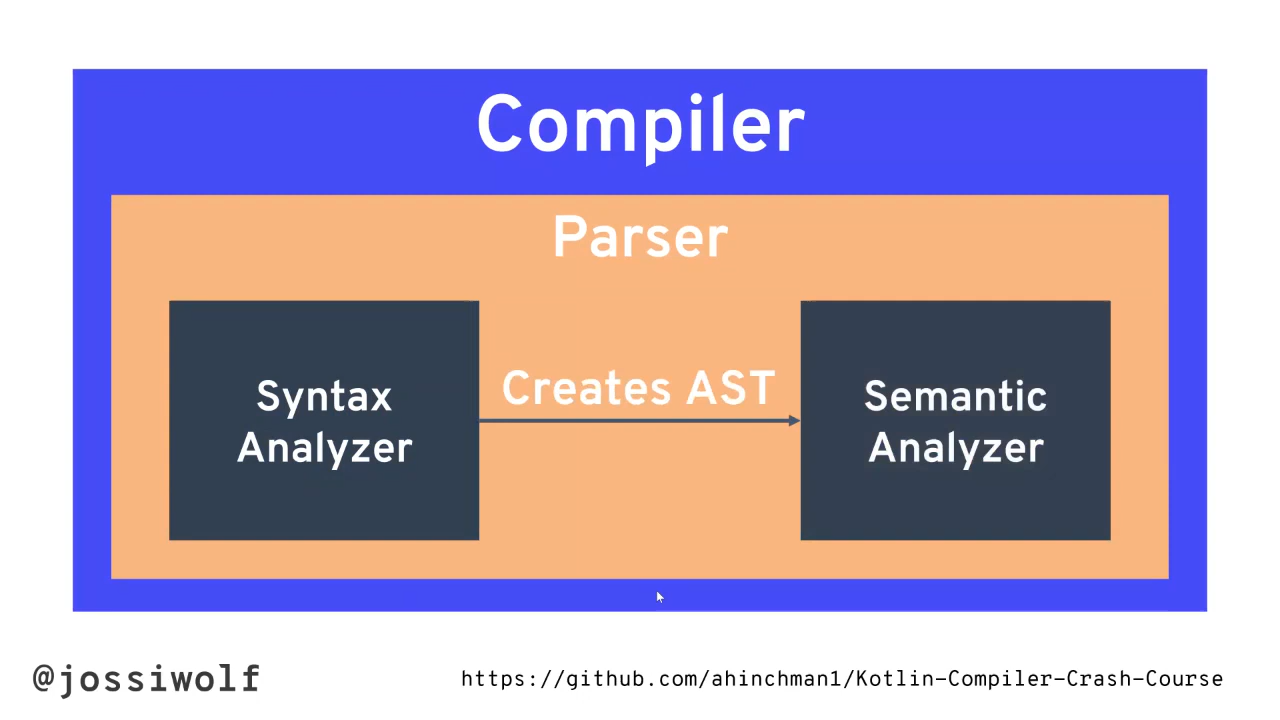 Compiler
Parser
Syntax
Analyzer
Creates AST
Semantic
Analyzer
@jossiwolf
https://github.com/ahinchman1/Kotlin-Compiler-Crash-Course